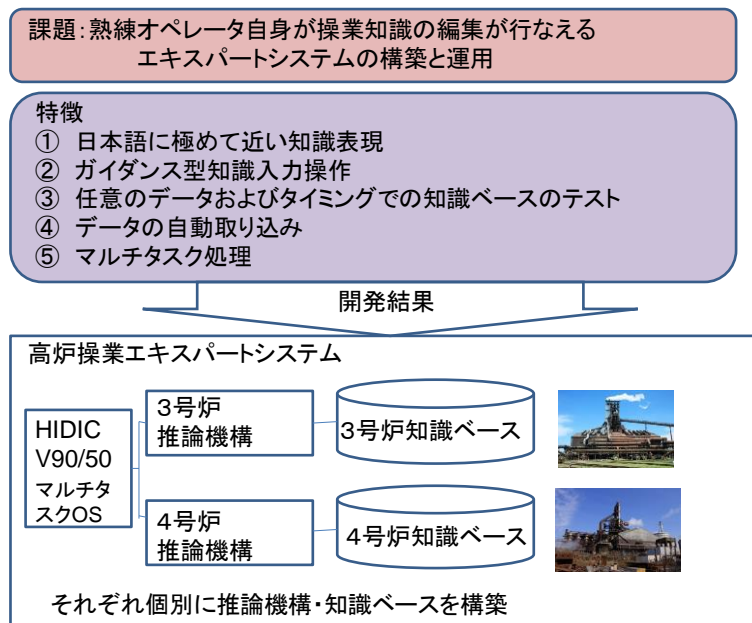 課題：熟練オペレータ自身が操業知識の編集が行なえる
エキスパートシステムの構築と運用
特徴
① 日本語に極めて近い知識表現
② ガイダンス型知識入力操作
③ 任意のデータおよびタイミングでの知識ベースのテスト
④ データの自動取り込み
⑤ マルチタスク処理
開発結果
高炉操業エキスパートシステム
HIDIC
V90/50
マルチタ
スクOS
３号炉
推論機構
３号炉知識ベース
４号炉
推論機構
４号炉知識ベース
それぞれ個別に推論機構・知識ベースを構築